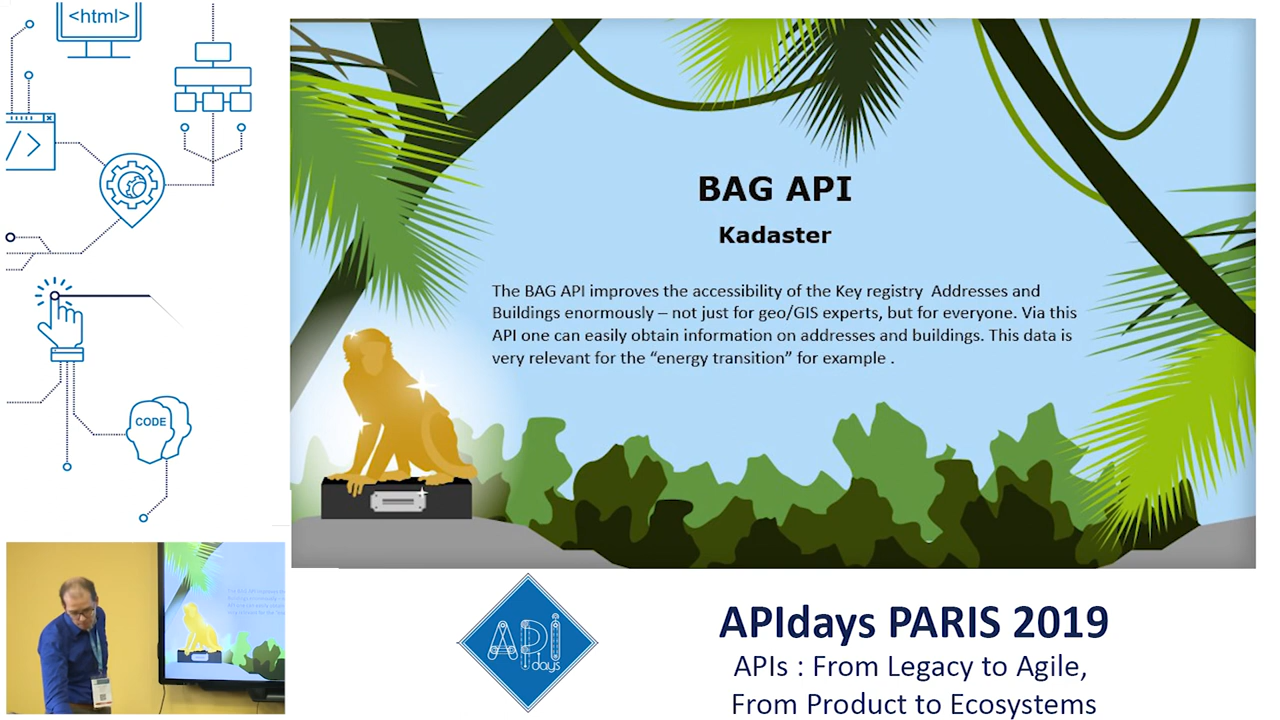 <html>
</>
CODE
BAG API
Kadaster
The BAG API improves the accessibility of the Key registry Addresses and
Buildings enormously – not just for geo/GIS experts, but for everyone. Via this
API one can easily obtain information on addresses and buildings. This data is
very relevant for the “energy transition” for example .
API
days
APIdays PARIS 2019
APIs : From Legacy to Agile,
From Product to Ecosystems